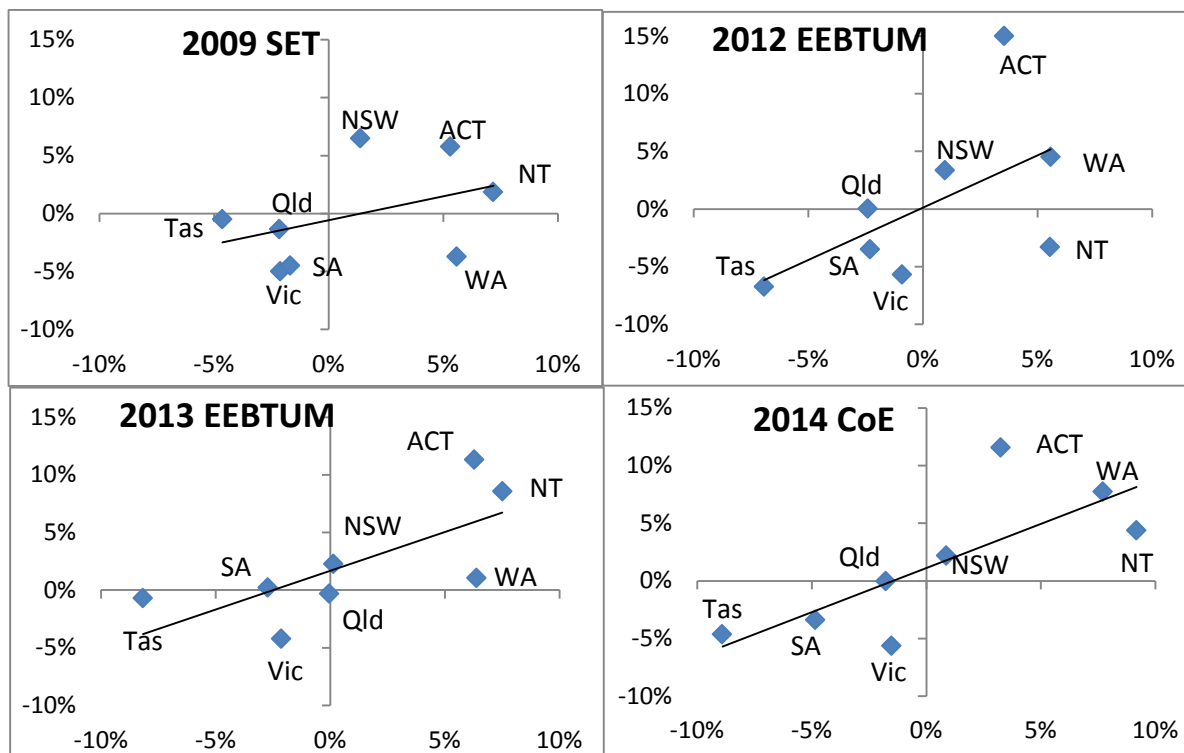 2009 SET
15%
10%
5%
0%
-5%
-10%
NSW
ACT
NT
Qld
Tas
SA
WA
Vic
-10%
-5%
0%
5%
10%
2012 EEBTUM
15%
10%
5%
0%
-5%
-10%
ACT
NSW
WA
Qld
NT
SA
Tas
Vic
-10%
-5%
0%
5%
10%
2013 EEBTUM
15%
10%
5%
0%
-5%
-10%
ACT
NT
NSW
SA
WA
Qld
Tas
Vic
-10%
-5%
0%
5%
10%
2014 CoE
15%
10%
5%
0%
-5%
-10%
ACT
WA
Qld
NSW
NT
Tas
SA
Vic
-10%
-5%
0%
5%
10%